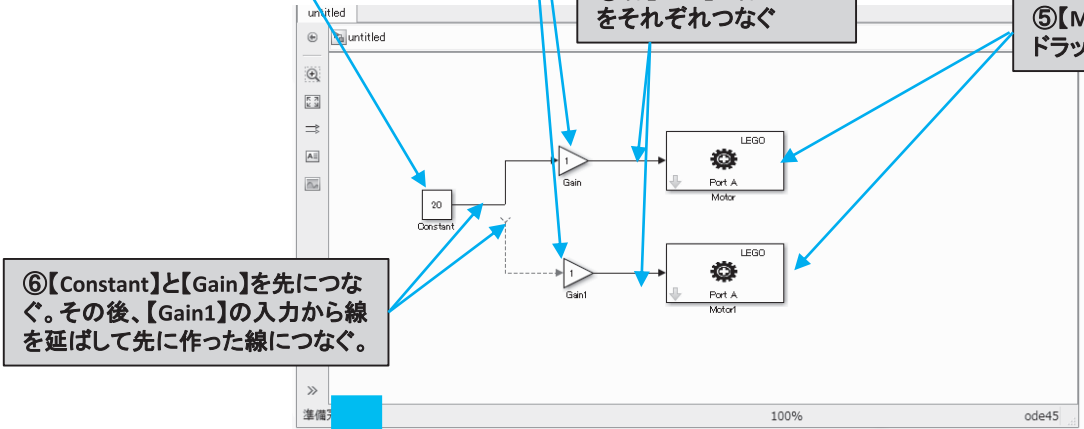 untitled
をそれぞれつなぐ
⑤【M
ドラッ
untitled
LEGO
1
Port A
Gain
Motor
20
Constant
LEGO
1
Port A
Gain1
Motor1
⑥【Constant】と【Gain】を先につな
ぐ。その後、【Gain1】の入力から線
を延ばして先に作った線につなぐ。
準備
100%
ode45